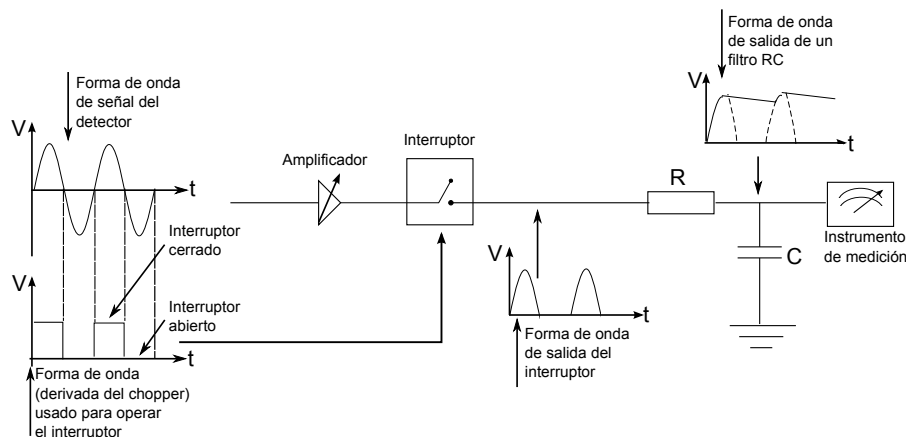 Forma de onda
de salida de un
filtro RC
V
t
Forma de onda
de señal del
detector
V
t
Amplificador
Interruptor
R
Instrumento
de medición
C
Interruptor
cerrado
V
Interruptor
abierto
t
V
t
Forma de onda
de salida del
interruptor
Forma de onda
(derivada del chopper)
usado para operar
el interruptor